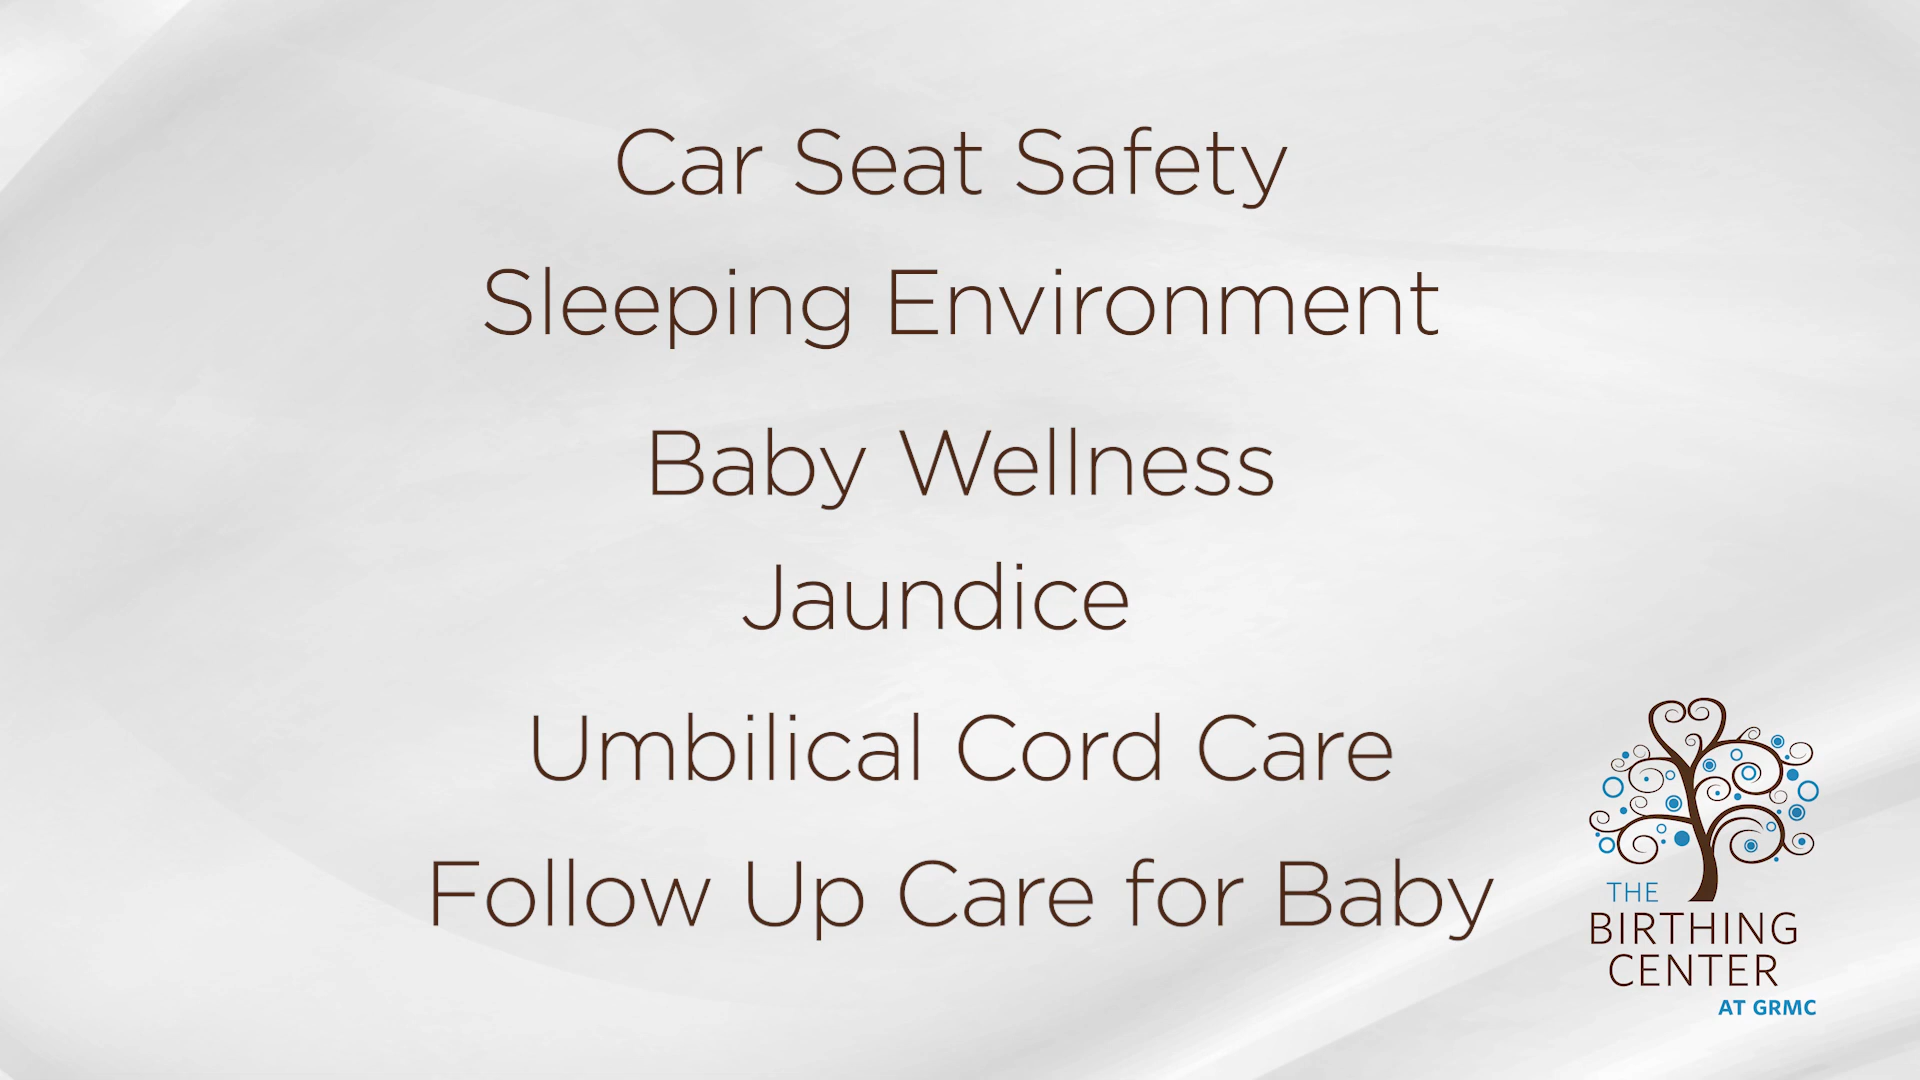 Car Seat Safety
Sleeping Environment
Baby Wellness
Jaundice
Umbilical Cord Care
Follow Up Care for Baby
THE
BIRTHING
CENTER
AT GRMC